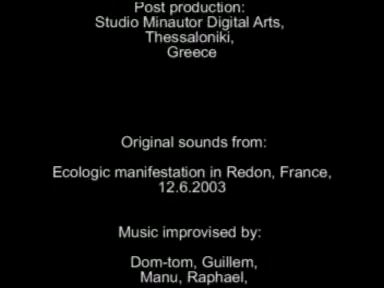 Post production:
Studio Minautor Digital Arts,
Thessaloniki,
Greece
Original sounds from:
Ecologic manifestation in Redon, France,
12.6.2003
Music improvised by:
Dom-tom, Guillem,
Manu, Raphael,